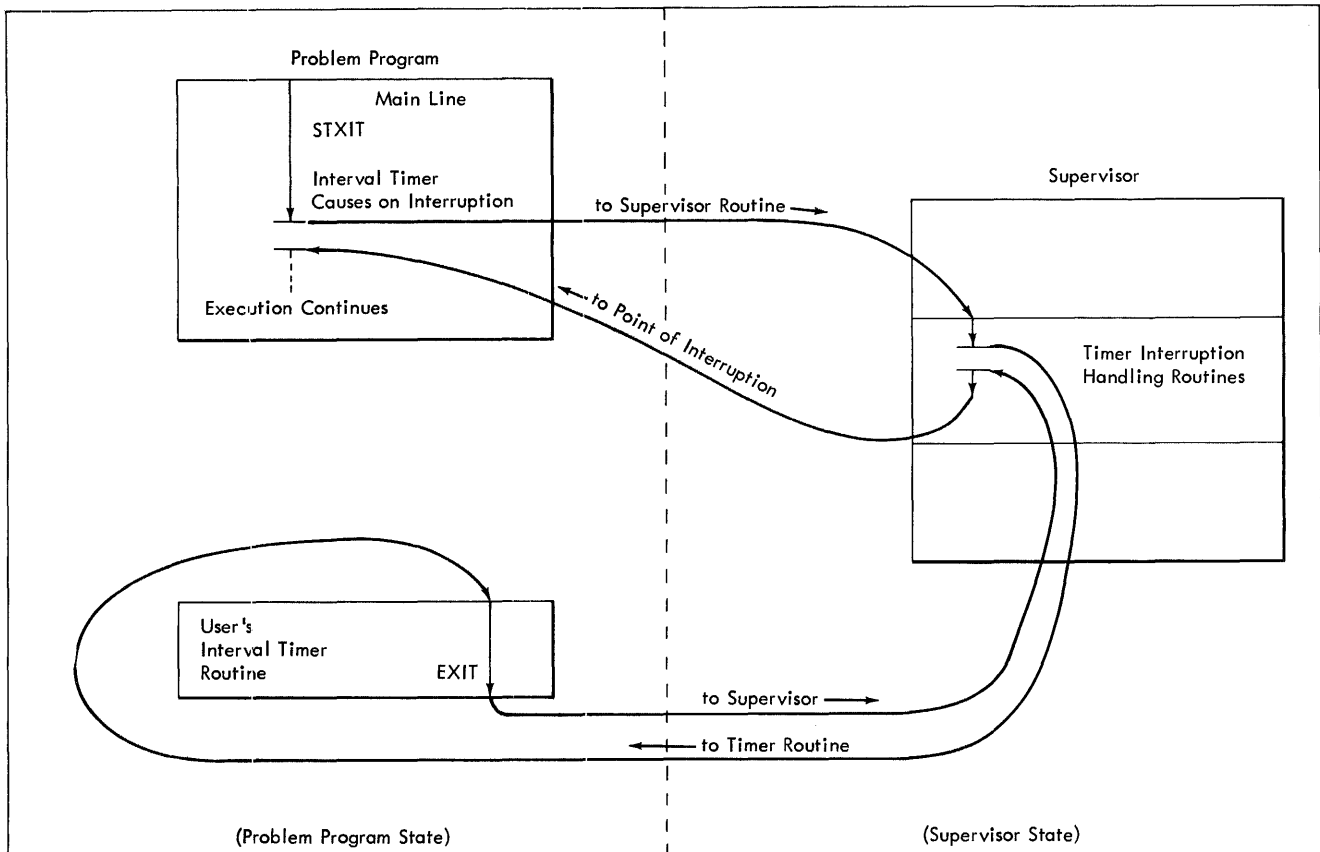 Problem Program
Main Line
STXIT
Interval Timer
Causes on Interruption
to Supervisor Routine
Supervisor
to Point of Interruption
Execution Continues
Timer Interruption
Handling Routines
User's
Interval Timer
Routine
EXIT
to Supervisor
to Timer Routine
(Problem Program State)
(Supervisor State)